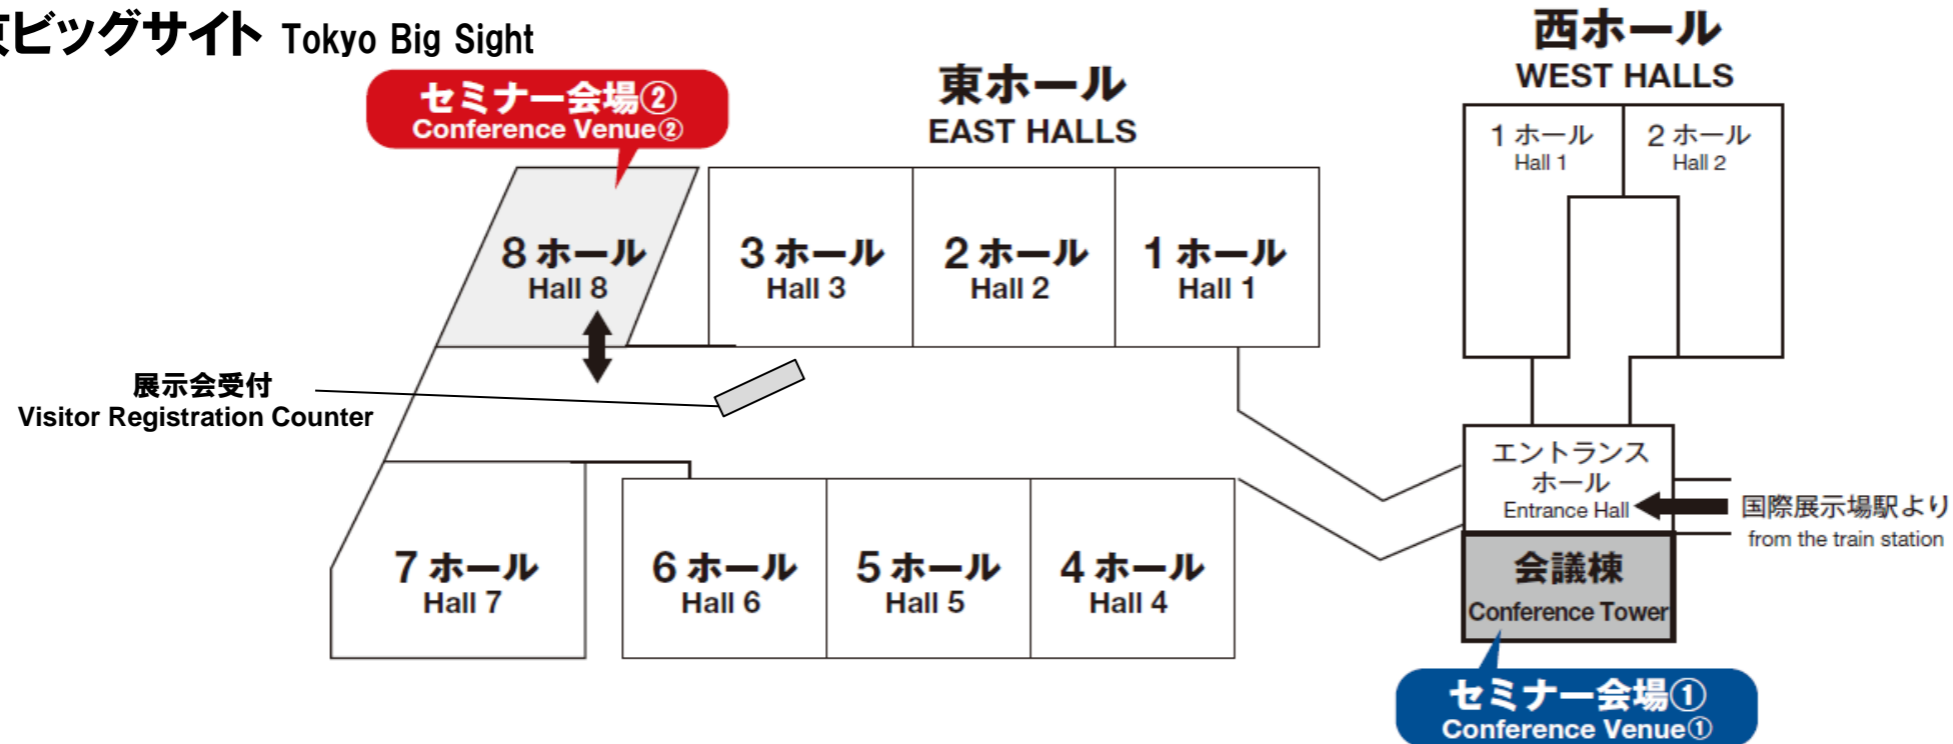 京ビッグサイト Tokyo Big Sight
西ホール
WEST HALLS
東ホール
EAST HALLS
セミナー会場②
Conference Venue②
1 ホール
Hall 1
2 ホール
Hall 2
8 ホール
Hall 8
3 ホール
Hall 3
2 ホール
Hall 2
1 ホール
Hall 1
展示会受付
Visitor Registration Counter
エントランス
ホール
Entrance Hall
国際展示場駅より
from the train station
7 ホール
Hall 7
6 ホール
Hall 6
5 ホール
Hall 5
4 ホール
Hall 4
会議棟
Conference Tower
セミナー会場①
Conference Venue①